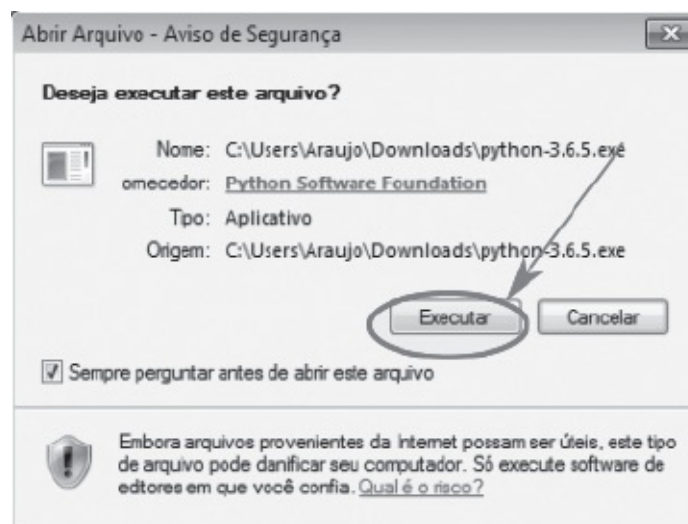 Abrir Arquivo - Aviso de Segurança
Deseja executar este arquivo?
Nome: C:\Users\Araujo\Downloads\python-3.6.5.exe
omecedor: Python Software Foundation
Tipo: Aplicativo
Origem: C:\Users\Araujo\Downloads\python-3.6.5.exe
Executar Cancelar
Sempre perguntar antes de abrir este arquivo
Embora arquivos provenientes da Internet possam ser úteis, este tipo
de arquivo pode danificar seu computador. Só execute software de
editores em que você confia. Qual é o risco?